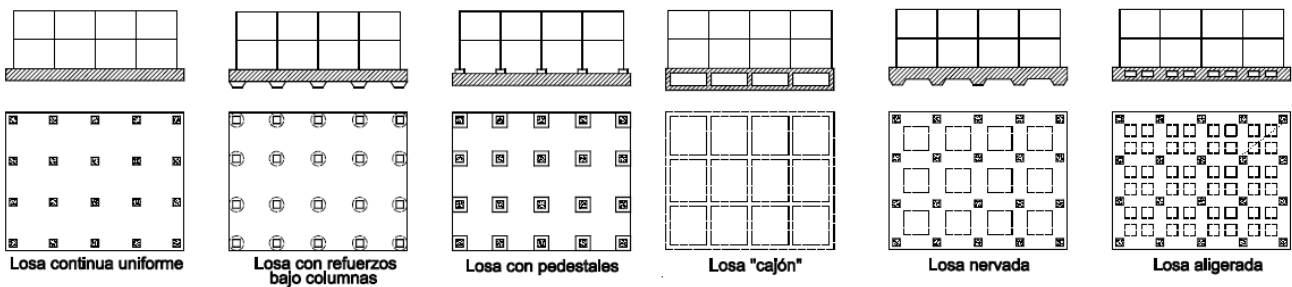 Losa continua uniforme
Losa con refuerzos
bajo columnas
Losa con pedestales
Losa "cajón"
Losa nervada
Losa aligerada